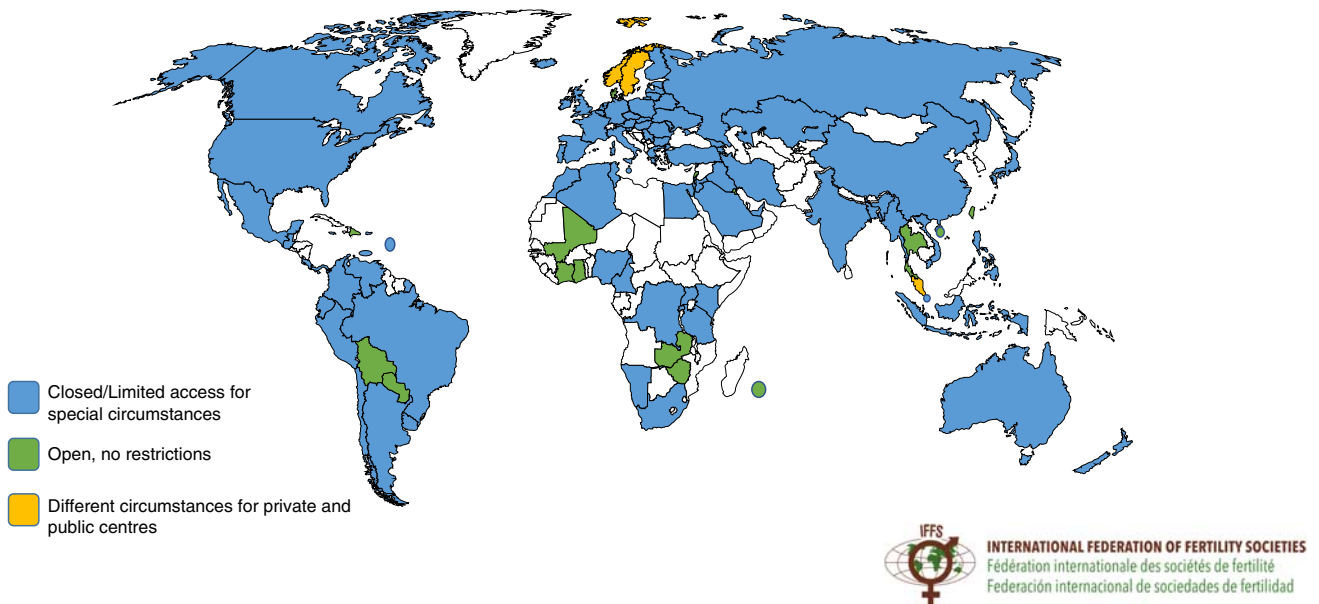 Closed/Limited access for
special circumstances
Open, no restrictions
Different circumstances for private and
public centres
IFFS
INTERNATIONAL FEDERATION OF FERTILITY SOCIETIES
Fédération internationale des sociétés de fertilité
Federación internacional de sociedades de fertilidad